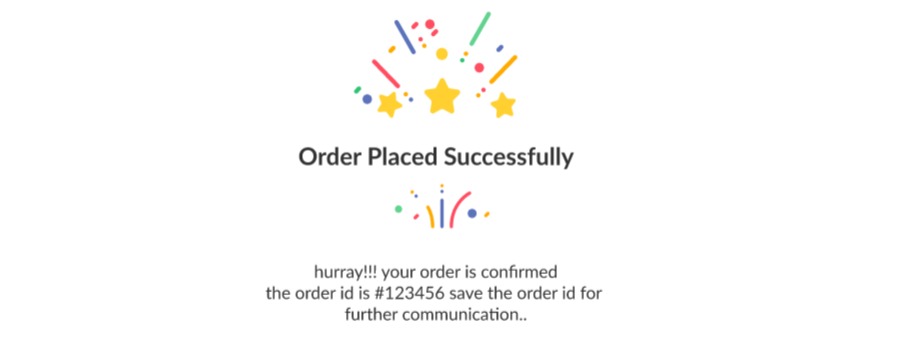 Order Placed Successfully
hurray!!! your order is confirmed
the order id is #123456 save the order id for
further communication..